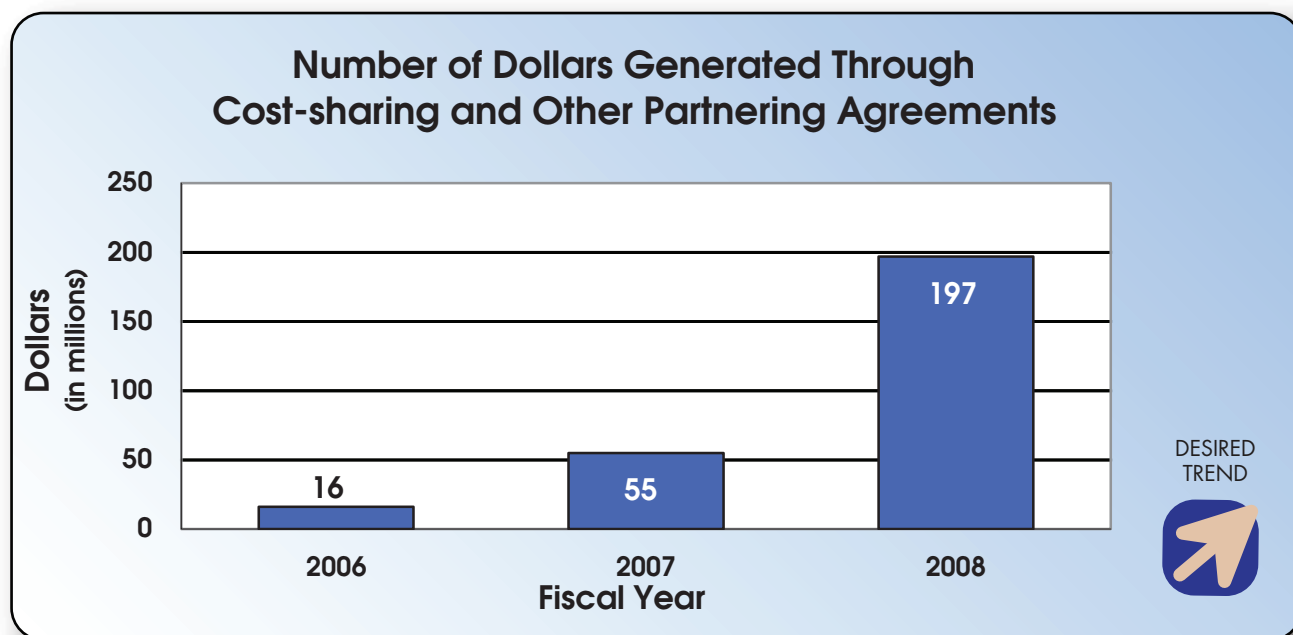 Number of Dollars Generated Through
Cost-sharing and Other Partnering Agreements
Dollars
(in millions)
250
200
150
100
50
0
16
55
197
2006
2007
2008
Fiscal Year
DESIRED
TREND